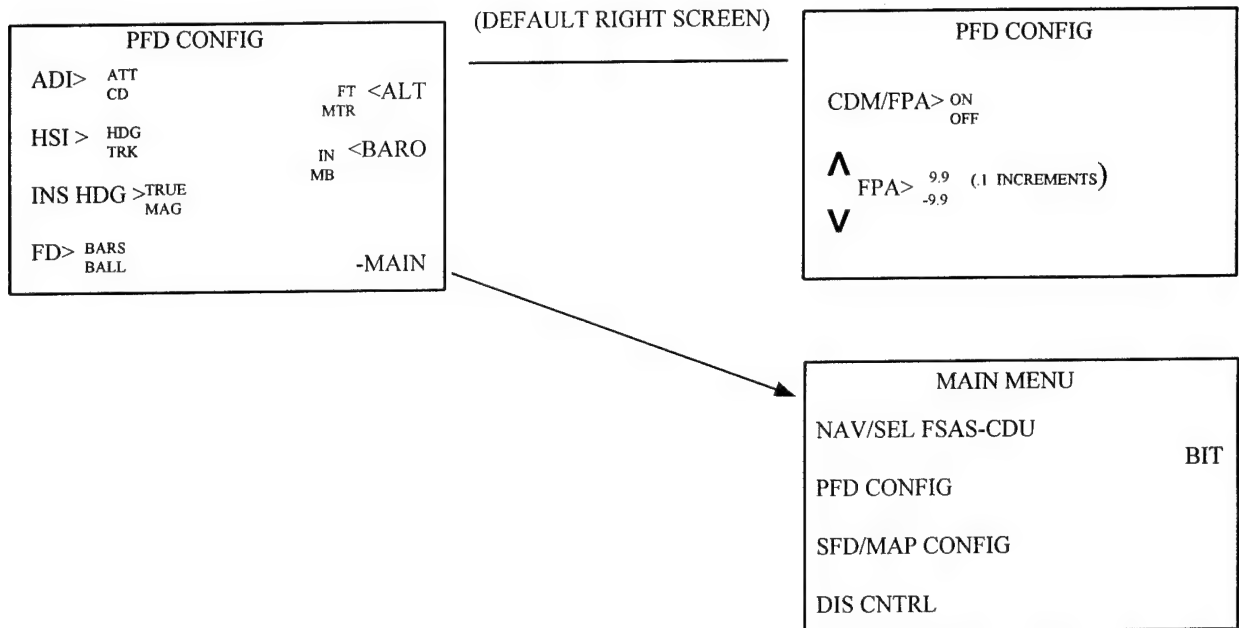 (DEFAULT RIGHT SCREEN)
PFD CONFIG
ADI> ATT
CD
FT <ALT
MTR
HSI > HDG
TRK
IN <BARO
MB
INS HDG >TRUE
MAG
FD> BARS
BALL
-MAIN
PFD CONFIG
CDM/FPA> ON
OFF
Λ
FPA> 9.9 (.1 INCREMENTS)
-9.9
V
MAIN MENU
NAV/SEL FSAS-CDU
BIT
PFD CONFIG
SFD/MAP CONFIG
DIS CNTRL